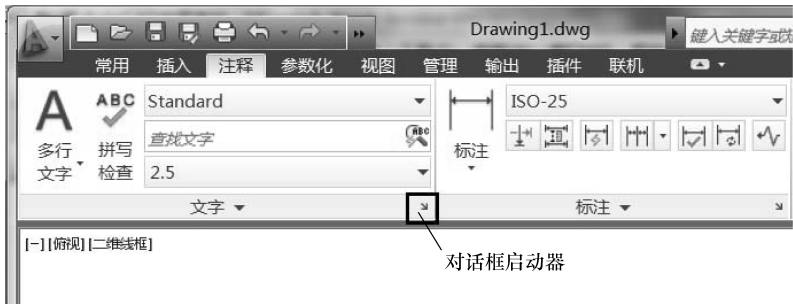 Drawing1.dwg 键入关键字或
常用 插入 注释 参数化 视图 管理 输出 插件 联机
A ABC Standard ISO-25
查找文字 ABC
多行 拼写 标注
文字 检查 2.5
文字 标注
[-][俯视][二维线框]
对话框启动器